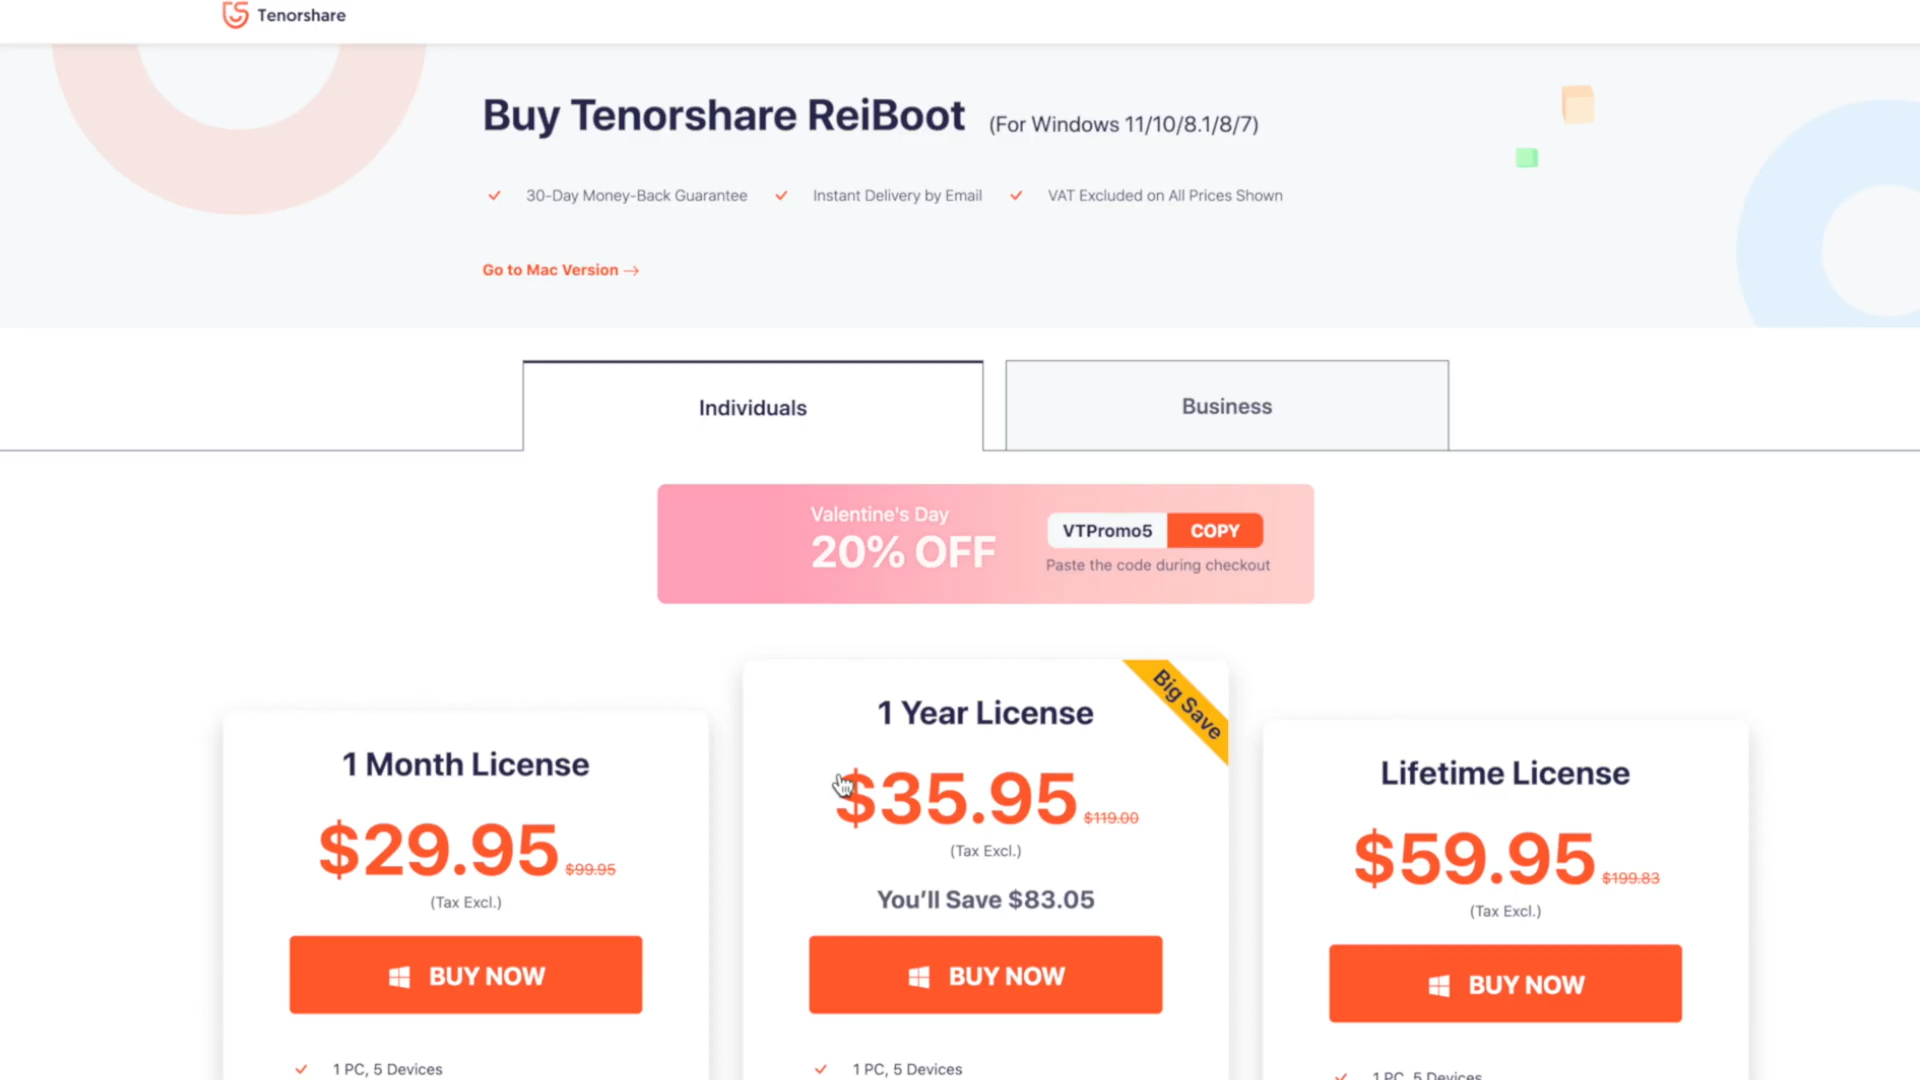 Tenorshare
Buy Tenorshare ReiBoot (For Windows 11/10/8.1/8/7)
30-Day Money-Back Guarantee Instant Delivery by Email VAT Excluded on All Prices Shown
Go to Mac Version →
Individuals Business
Valentine's Day
20% OFF
VTPromo5 COPY
Paste the code during checkout
1 Month License
$29.95 $99.95
(Tax Excl.)
BUY NOW
1 PC, 5 Devices
Big Save
1 Year License
$35.95 $119.00
(Tax Excl.)
You'll Save $83.05
BUY NOW
1 PC, 5 Devices
Lifetime License
$59.95 $199.83
(Tax Excl.)
BUY NOW
1 PC, 5 Devices